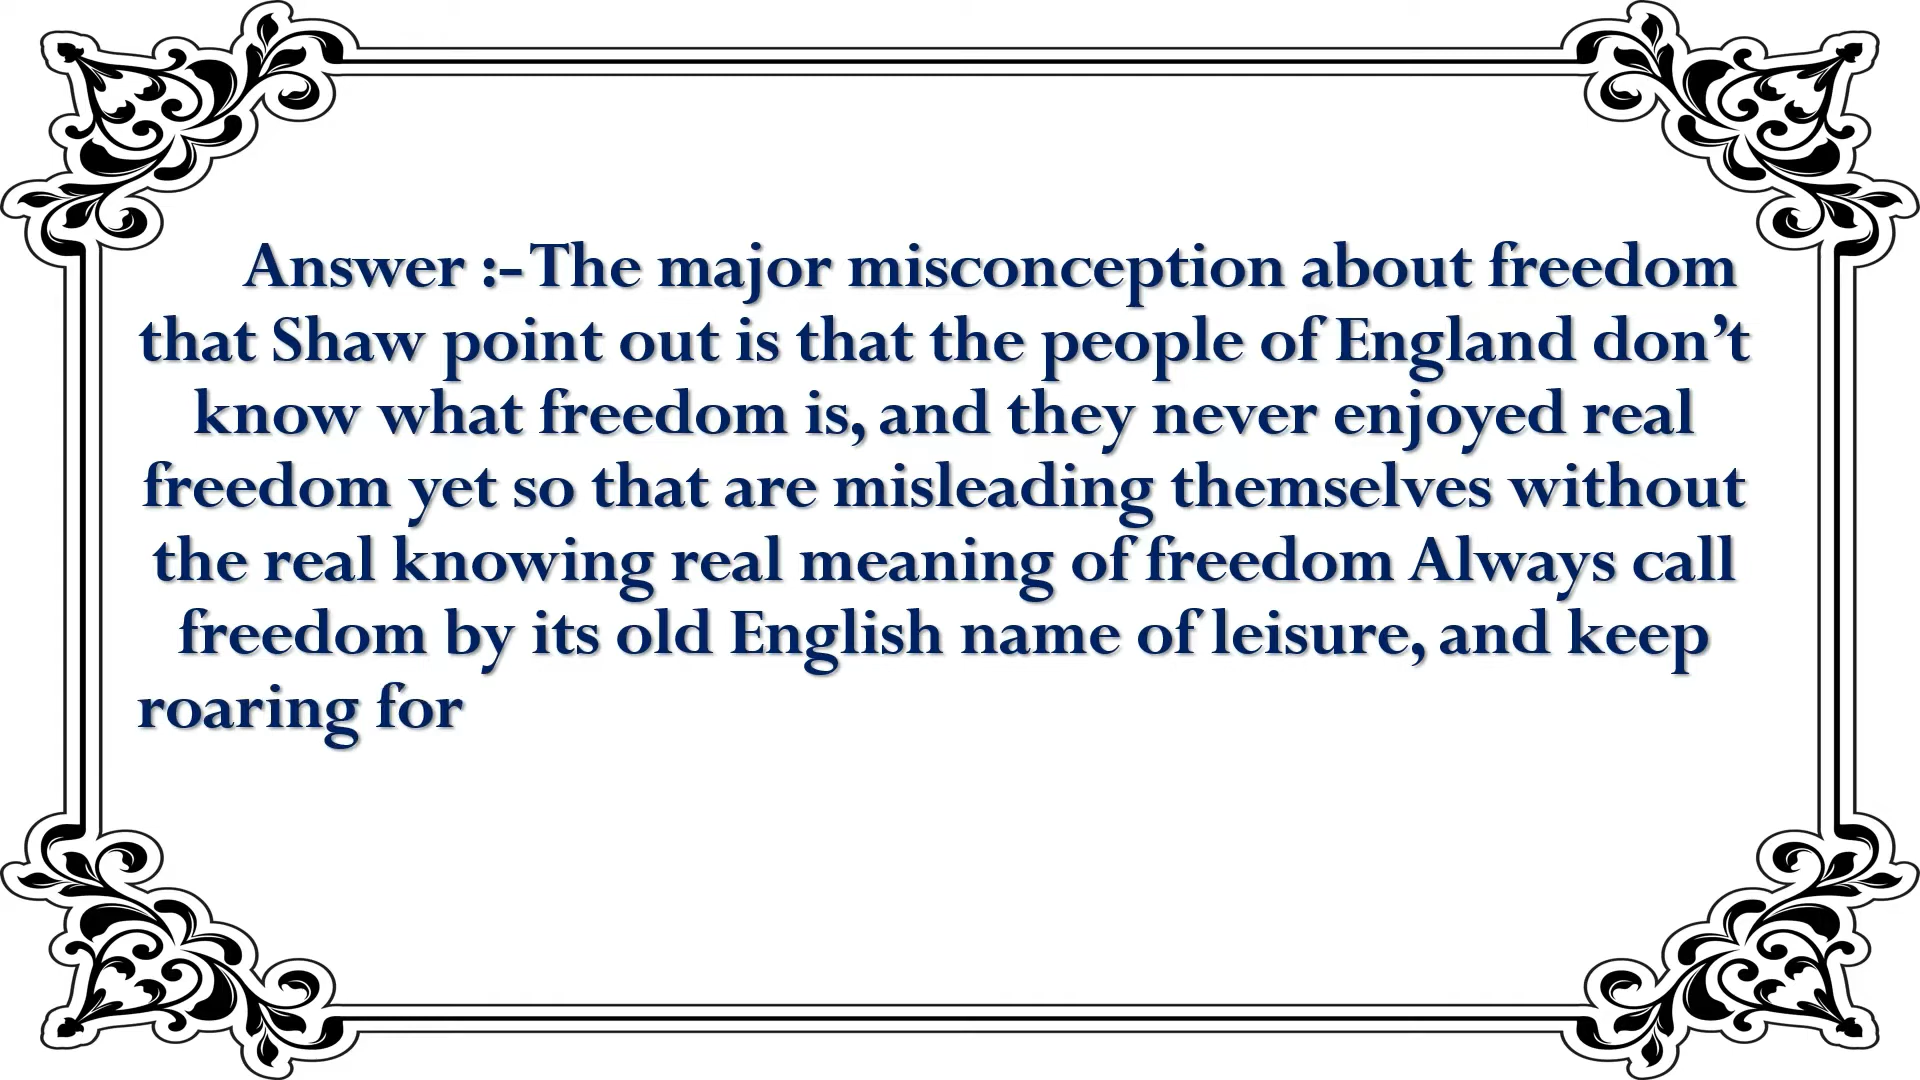 Answer :- The major misconception about freedom
that Shaw point out is that the people of England don’t
know what freedom is, and they never enjoyed real
freedom yet so that are misleading themselves without
the real knowing real meaning of freedom Always call
freedom by its old English name of leisure, and keep
roaring for